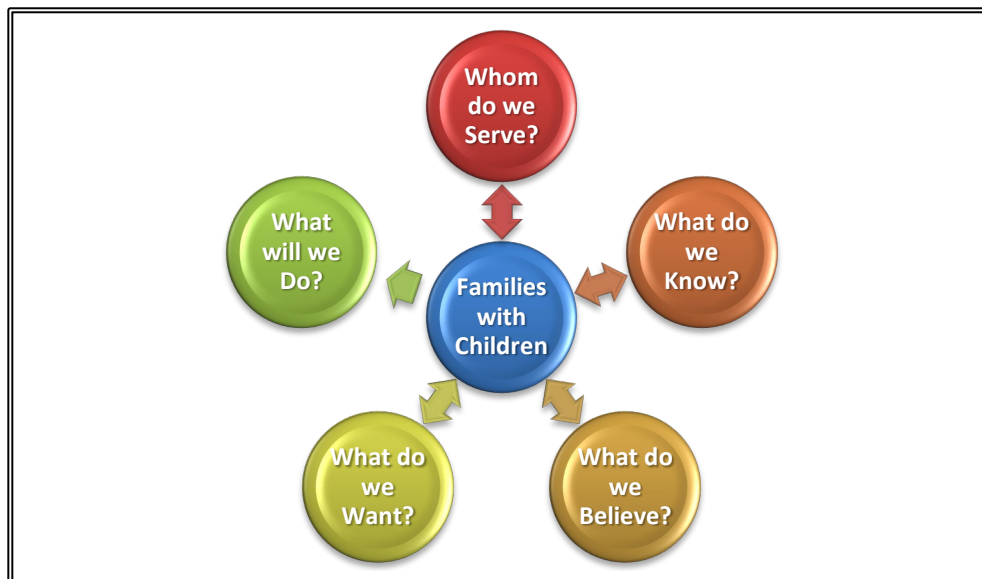 Whom
do we
Serve?
What do
we
Know?
What do
we
Believe?
What do
we
Want?
What
will we
Do?
Families
with
Children